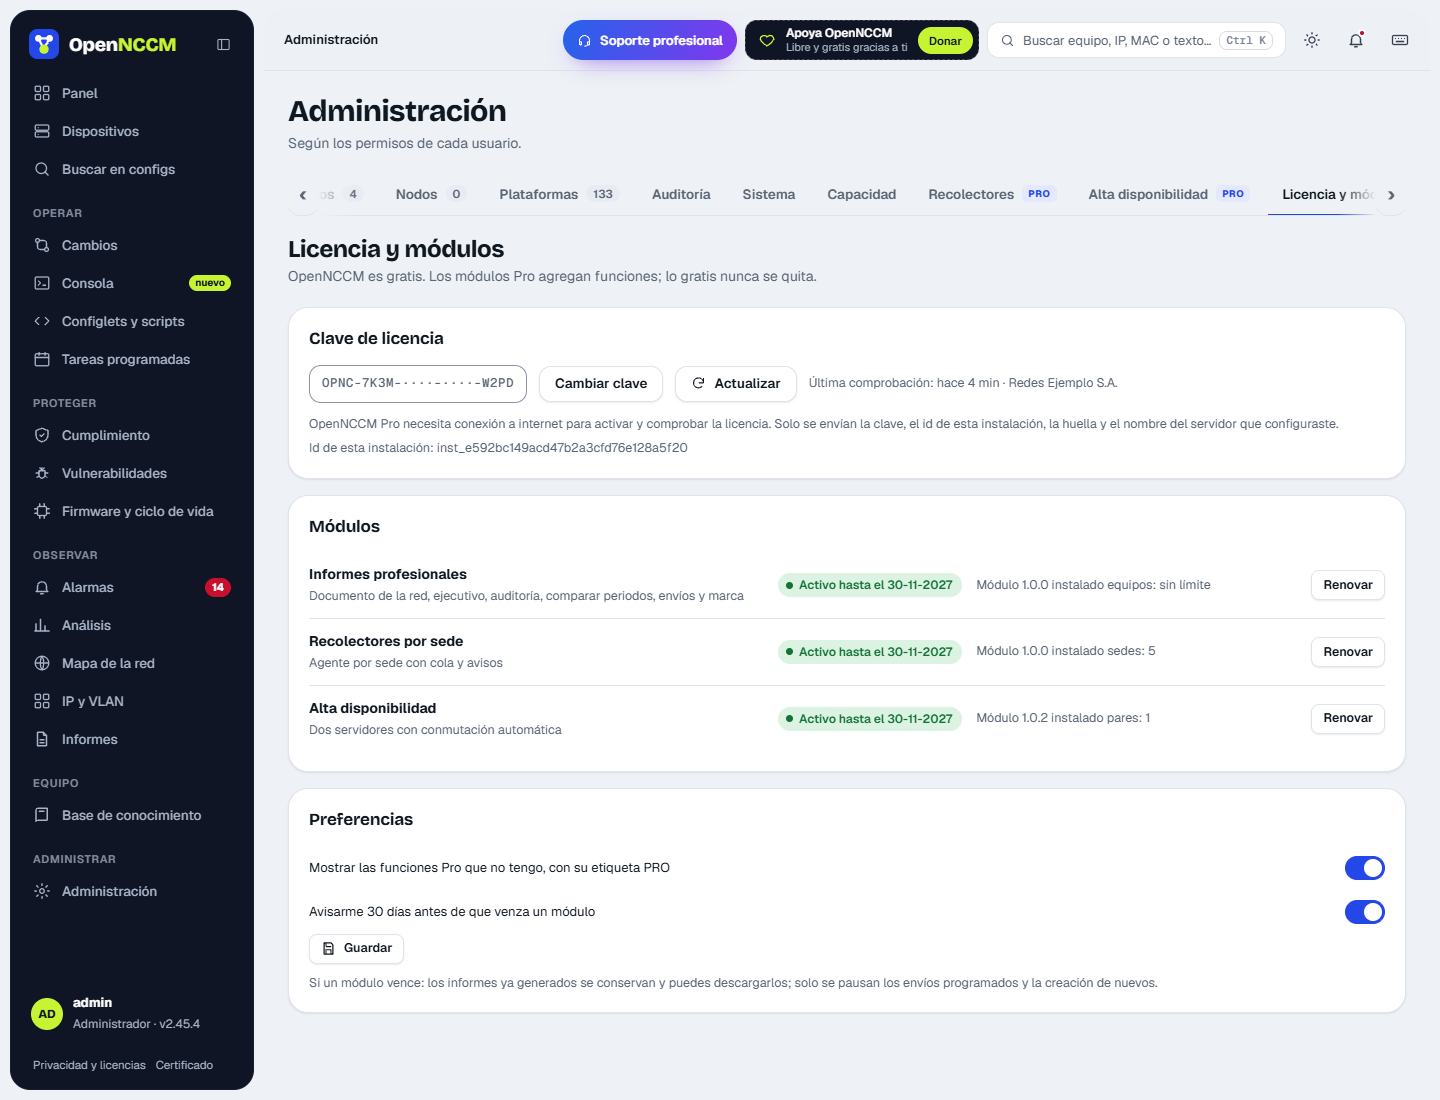 OpenNCCM
Panel
Dispositivos
Buscar en configs
OPERAR
Cambios
Consola nuevo
Configlets y scripts
Tareas programadas
PROTEGER
Cumplimiento
Vulnerabilidades
Firmware y ciclo de vida
OBSERVAR
Alarmas 14
Análisis
Mapa de la red
IP y VLAN
Informes
EQUIPO
Base de conocimiento
ADMINISTRAR
Administración
AD
admin
Administrador · v2.45.4
Privacidad y licencias Certificado
Administración
Soporte profesional
Apoya OpenNCCM
Libre y gratis gracias a ti
Donar
Buscar equipo, IP, MAC o texto... Ctrl K
Administración
Según los permisos de cada usuario.
os 4 Nodos 0 Plataformas 133 Auditoría Sistema Capacidad Recolectores PRO Alta disponibilidad PRO Licencia y mód
Licencia y módulos
OpenNCCM es gratis. Los módulos Pro agregan funciones; lo gratis nunca se quita.
Clave de licencia
OPNC-7K3M-····-····-W2PD Cambiar clave Actualizar Última comprobación: hace 4 min · Redes Ejemplo S.A.
OpenNCCM Pro necesita conexión a internet para activar y comprobar la licencia. Solo se envían la clave, el id de esta instalación, la huella y el nombre del servidor que configuraste.
Id de esta instalación: inst_e592bc149acd47b2a3cfd76e128a5f20
Módulos
Informes profesionales
Documento de la red, ejecutivo, auditoría, comparar periodos, envíos y marca
Activo hasta el 30-11-2027 Módulo 1.0.0 instalado equipos: sin límite Renovar
Recolectores por sede
Agente por sede con cola y avisos
Activo hasta el 30-11-2027 Módulo 1.0.0 instalado sedes: 5 Renovar
Alta disponibilidad
Dos servidores con conmutación automática
Activo hasta el 30-11-2027 Módulo 1.0.2 instalado pares: 1 Renovar
Preferencias
Mostrar las funciones Pro que no tengo, con su etiqueta PRO
Avisarme 30 días antes de que venza un módulo
Guardar
Si un módulo vence: los informes ya generados se conservan y puedes descargarlos; solo se pausan los envíos programados y la creación de nuevos.